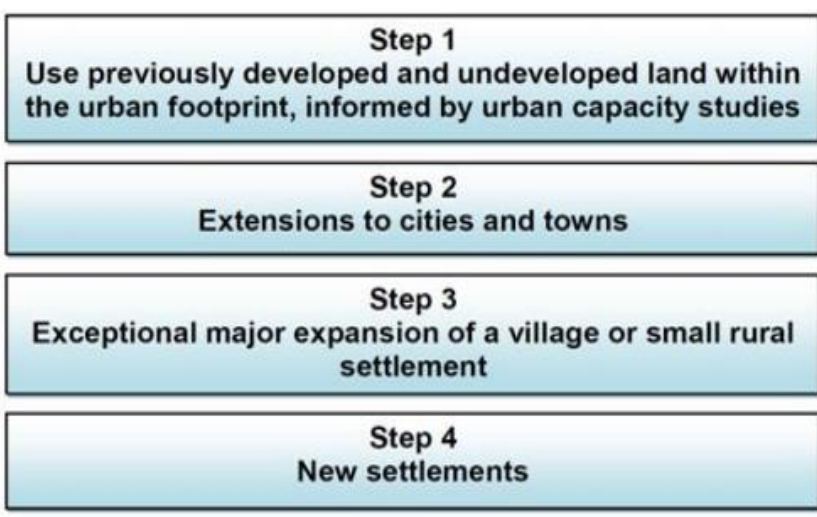 Step 1
Use previously developed and undeveloped land within
the urban footprint, informed by urban capacity studies
Step 2
Extensions to cities and towns
Step 3
Exceptional major expansion of a village or small rural
settlement
Step 4
New settlements